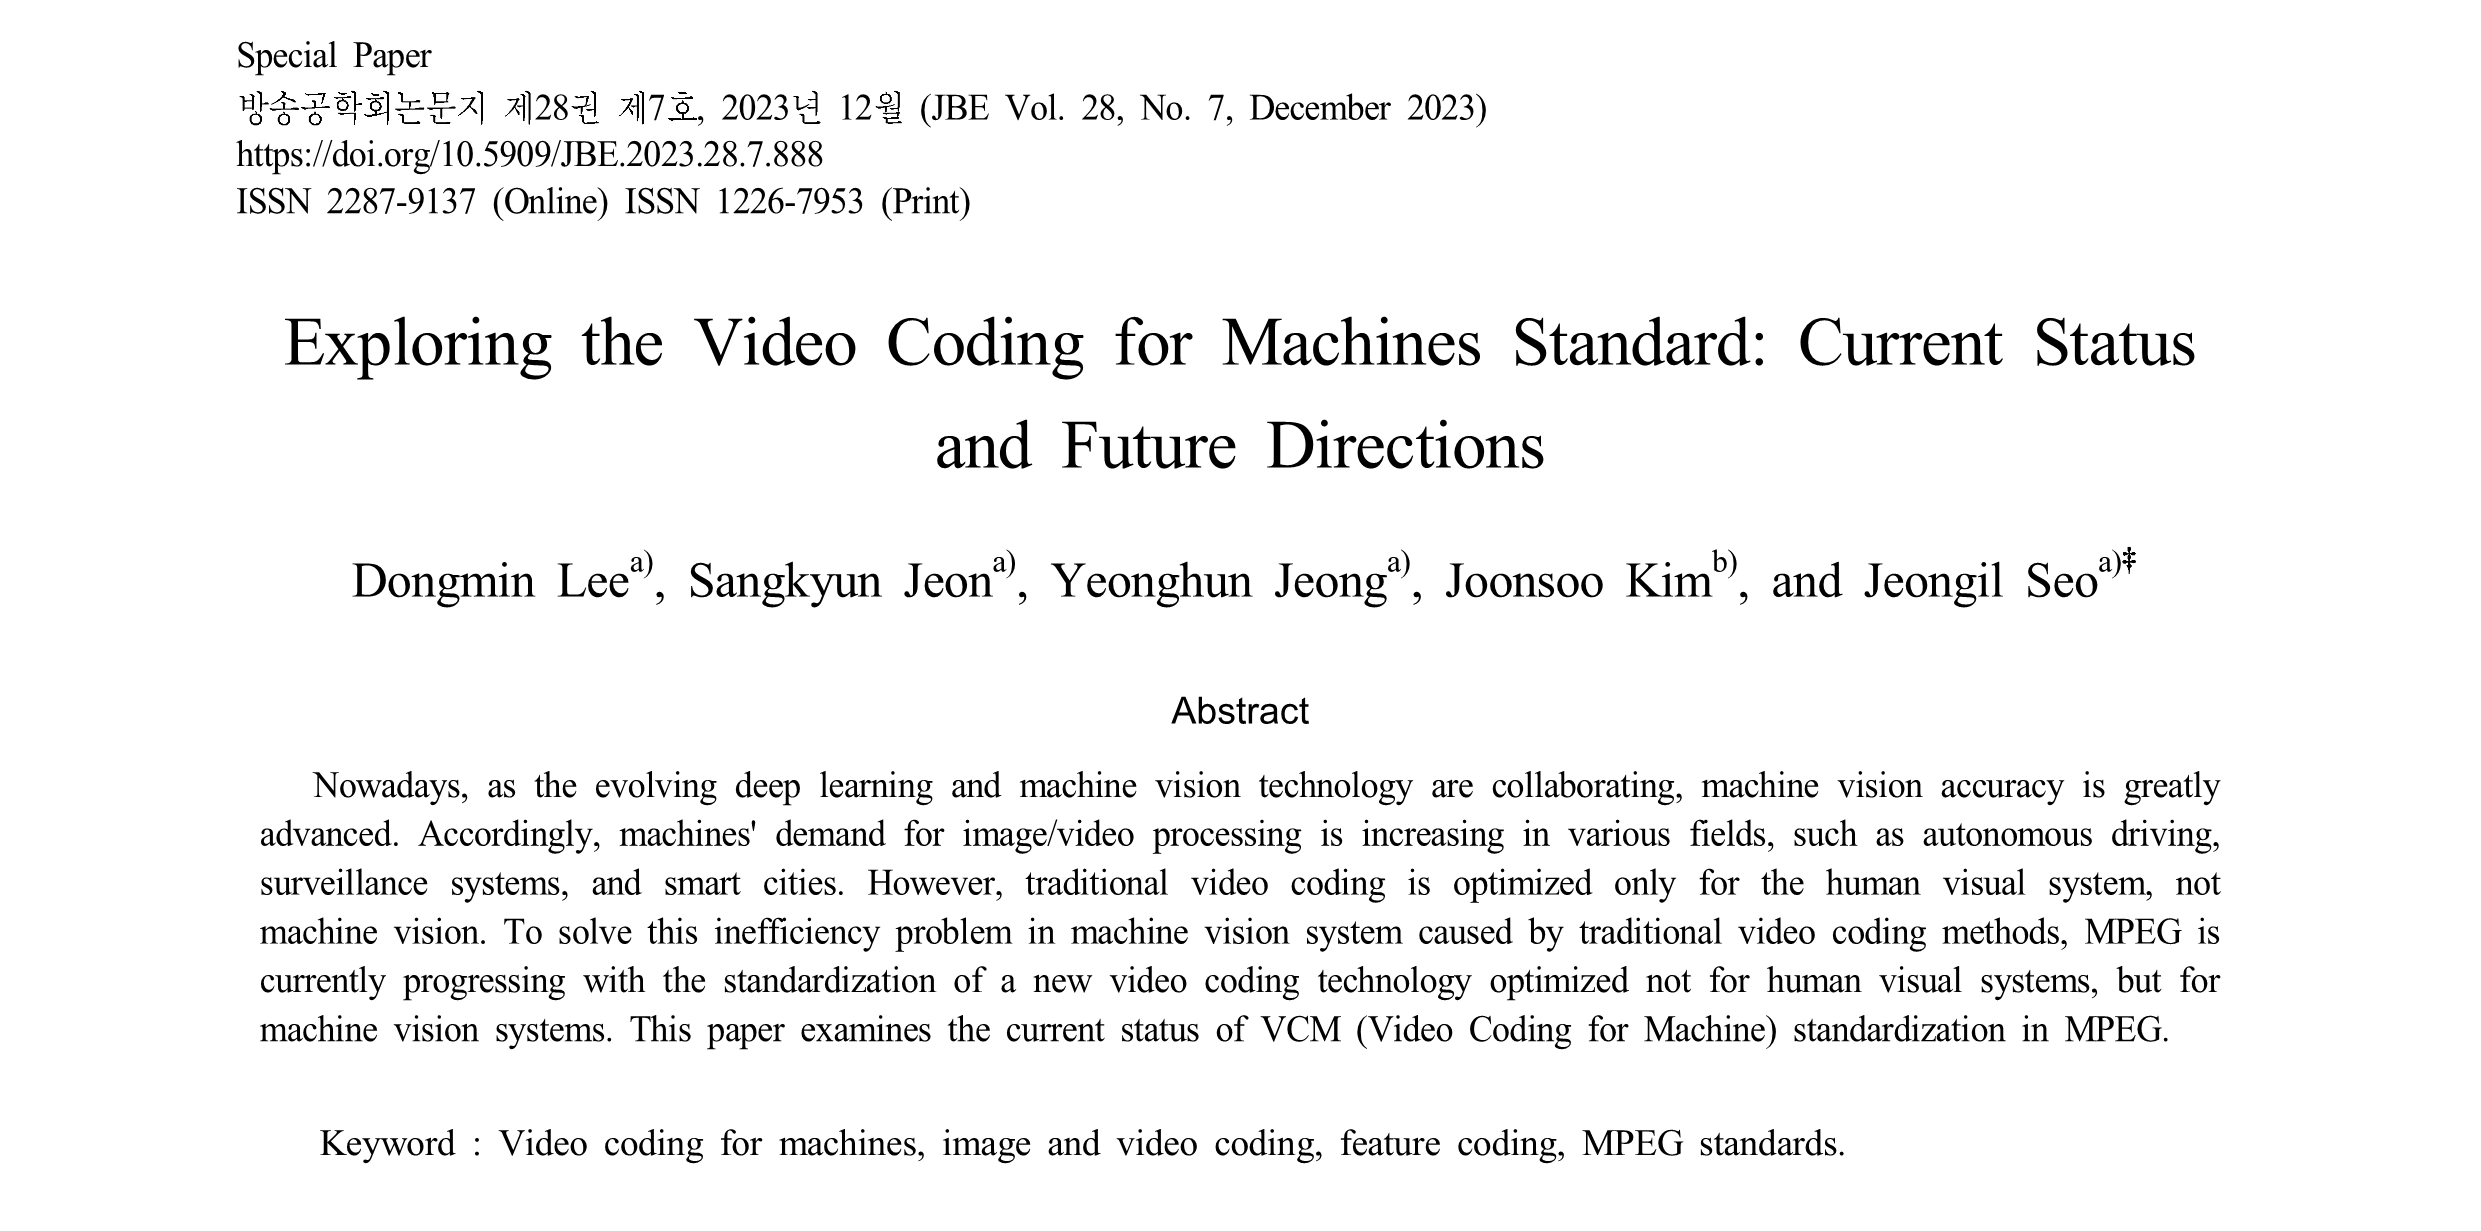 Special Paper
방송공학회논문지 제28권 제7호, 2023년 12월 (JBE Vol. 28, No. 7, December 2023)
https://doi.org/10.5909/JBE.2023.28.7.888
ISSN 2287-9137 (Online) ISSN 1226-7953 (Print)
Exploring the Video Coding for Machines Standard: Current Status
and Future Directions
Dongmin Lee a), Sangkyun Jeon a), Yeonghun Jeong a), Joonsoo Kim b), and Jeongil Seo a)‡
Abstract
Nowadays, as the evolving deep learning and machine vision technology are collaborating, machine vision accuracy is greatly
advanced. Accordingly, machines' demand for image/video processing is increasing in various fields, such as autonomous driving,
surveillance systems, and smart cities. However, traditional video coding is optimized only for the human visual system, not
machine vision. To solve this inefficiency problem in machine vision system caused by traditional video coding methods, MPEG is
currently progressing with the standardization of a new video coding technology optimized not for human visual systems, but for
machine vision systems. This paper examines the current status of VCM (Video Coding for Machine) standardization in MPEG.
Keyword : Video coding for machines, image and video coding, feature coding, MPEG standards.